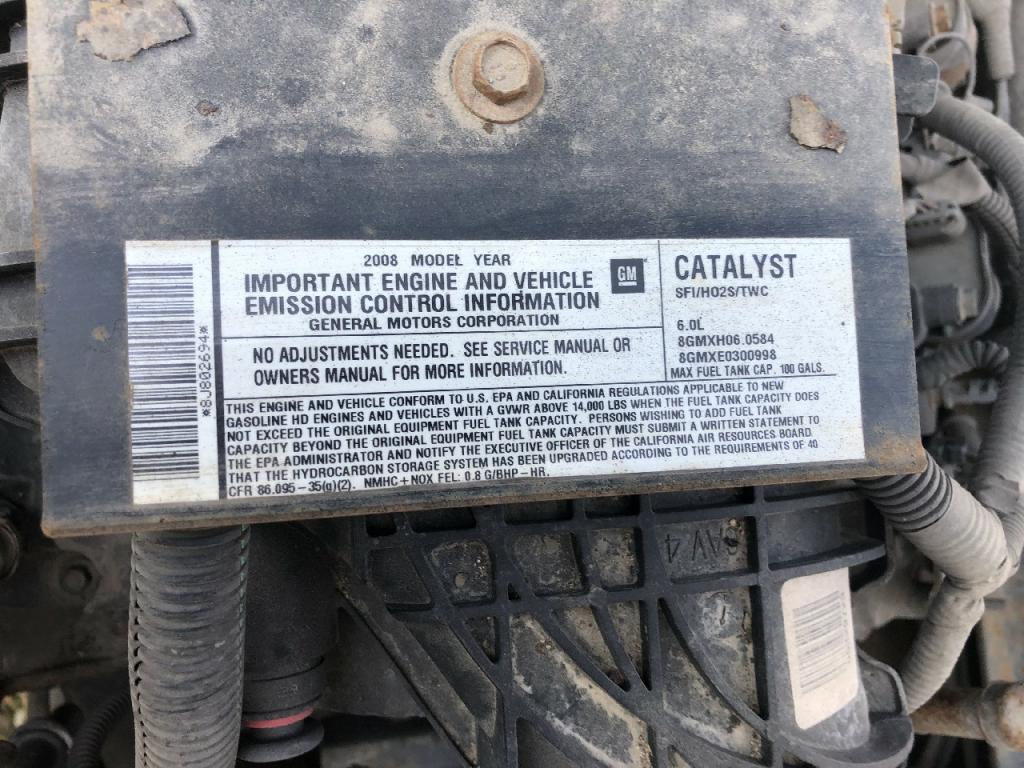 2008 MODEL YEAR
IMPORTANT ENGINE AND VEHICLE
EMISSION CONTROL INFORMATION
GENERAL MOTORS CORPORATION
GM
CATALYST
SFI/HO2S/TWC
6.0L
8GMXH06.0584
8GMXE0300998
MAX FUEL TANK CAP. 100 GALS.
NO ADJUSTMENTS NEEDED. SEE SERVICE MANUAL OR
OWNERS MANUAL FOR MORE INFORMATION.
THIS ENGINE AND VEHICLE CONFORM TO U.S. EPA AND CALIFORNIA REGULATIONS APPLICABLE TO NEW
GASOLINE HD ENGINES AND VEHICLES WITH A GVWR ABOVE 14,000 LBS WHEN THE FUEL TANK CAPACITY DOES
NOT EXCEED THE ORIGINAL EQUIPMENT FUEL TANK CAPACITY. PERSONS WISHING TO ADD FUEL TANK
CAPACITY BEYOND THE ORIGINAL EQUIPMENT FUEL TANK CAPACITY MUST SUBMIT A WRITTEN STATEMENT TO
THE EPA ADMINISTRATOR AND NOTIFY THE EXECUTIVE OFFICER OF THE CALIFORNIA AIR RESOURCES BOARD
THAT THE HYDROCARBON STORAGE SYSTEM HAS BEEN UPGRADED ACCORDING TO THE REQUIREMENTS OF 40
CFR 86.095-35(g)(2). NMHC+NOX FEL: 0.8 G/BHP-HR.
*8J802694*